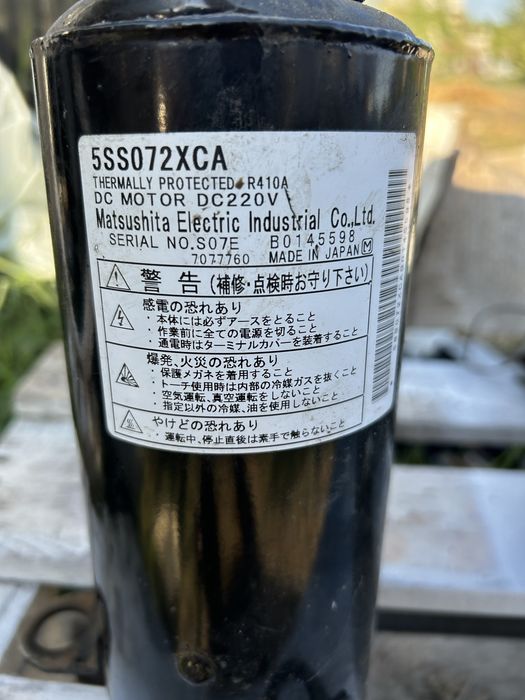 5SS072XCA
THERMALLY PROTECTED R410A
DC MOTOR DC220V
Matsushita Electric Industrial Co.,Ltd.
SERIAL NO.S07E B0145598
7077760 MADE IN JAPAN M
警告 (補修・点検時お守り下さい)
感電の恐れあり
・本体には必ずアースをとること
・作業前に全ての電源を切ること
・通電時はターミナルカバーを装着すること
爆発、火災の恐れあり
・保護メガネを着用すること
・トーチ使用時は内部の冷媒ガスを抜くこと
・空気運転、真空運転をしないこと
・指定以外の冷媒、油を使用しないこと
やけどの恐れあり
・運転中、停止直後は素手で触らないこと